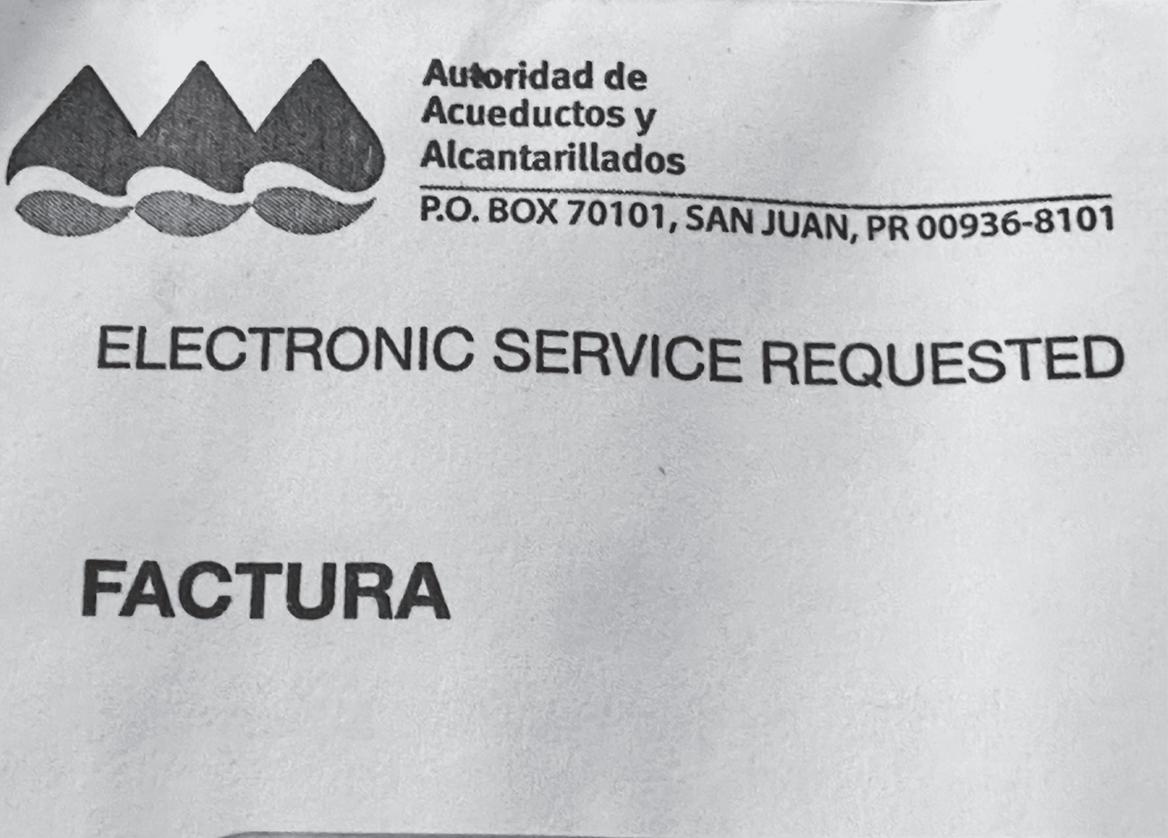 Autoridad de
Acueductos y
Alcantarillados
P.O. BOX 70101, SAN JUAN, PR 00936-8101
ELECTRONIC SERVICE REQUESTED
FACTURA